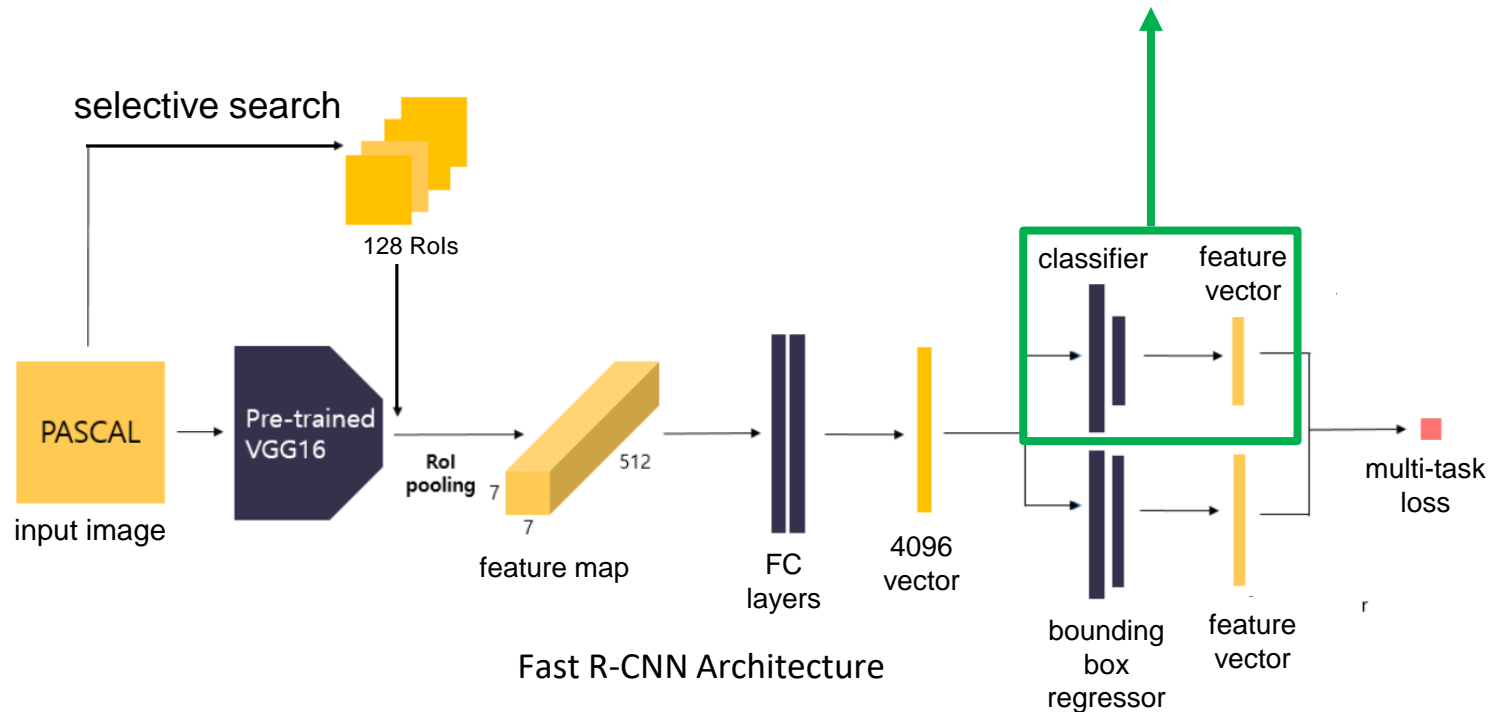 selective search
128 RoIs
classifier
feature
vector
PASCAL
Pre-trained
VGG16
RoI
pooling
512
7
7
input image
feature map
FC
layers
4096
vector
multi-task
loss
bounding
box
regressor
feature
vector
r
Fast R-CNN Architecture